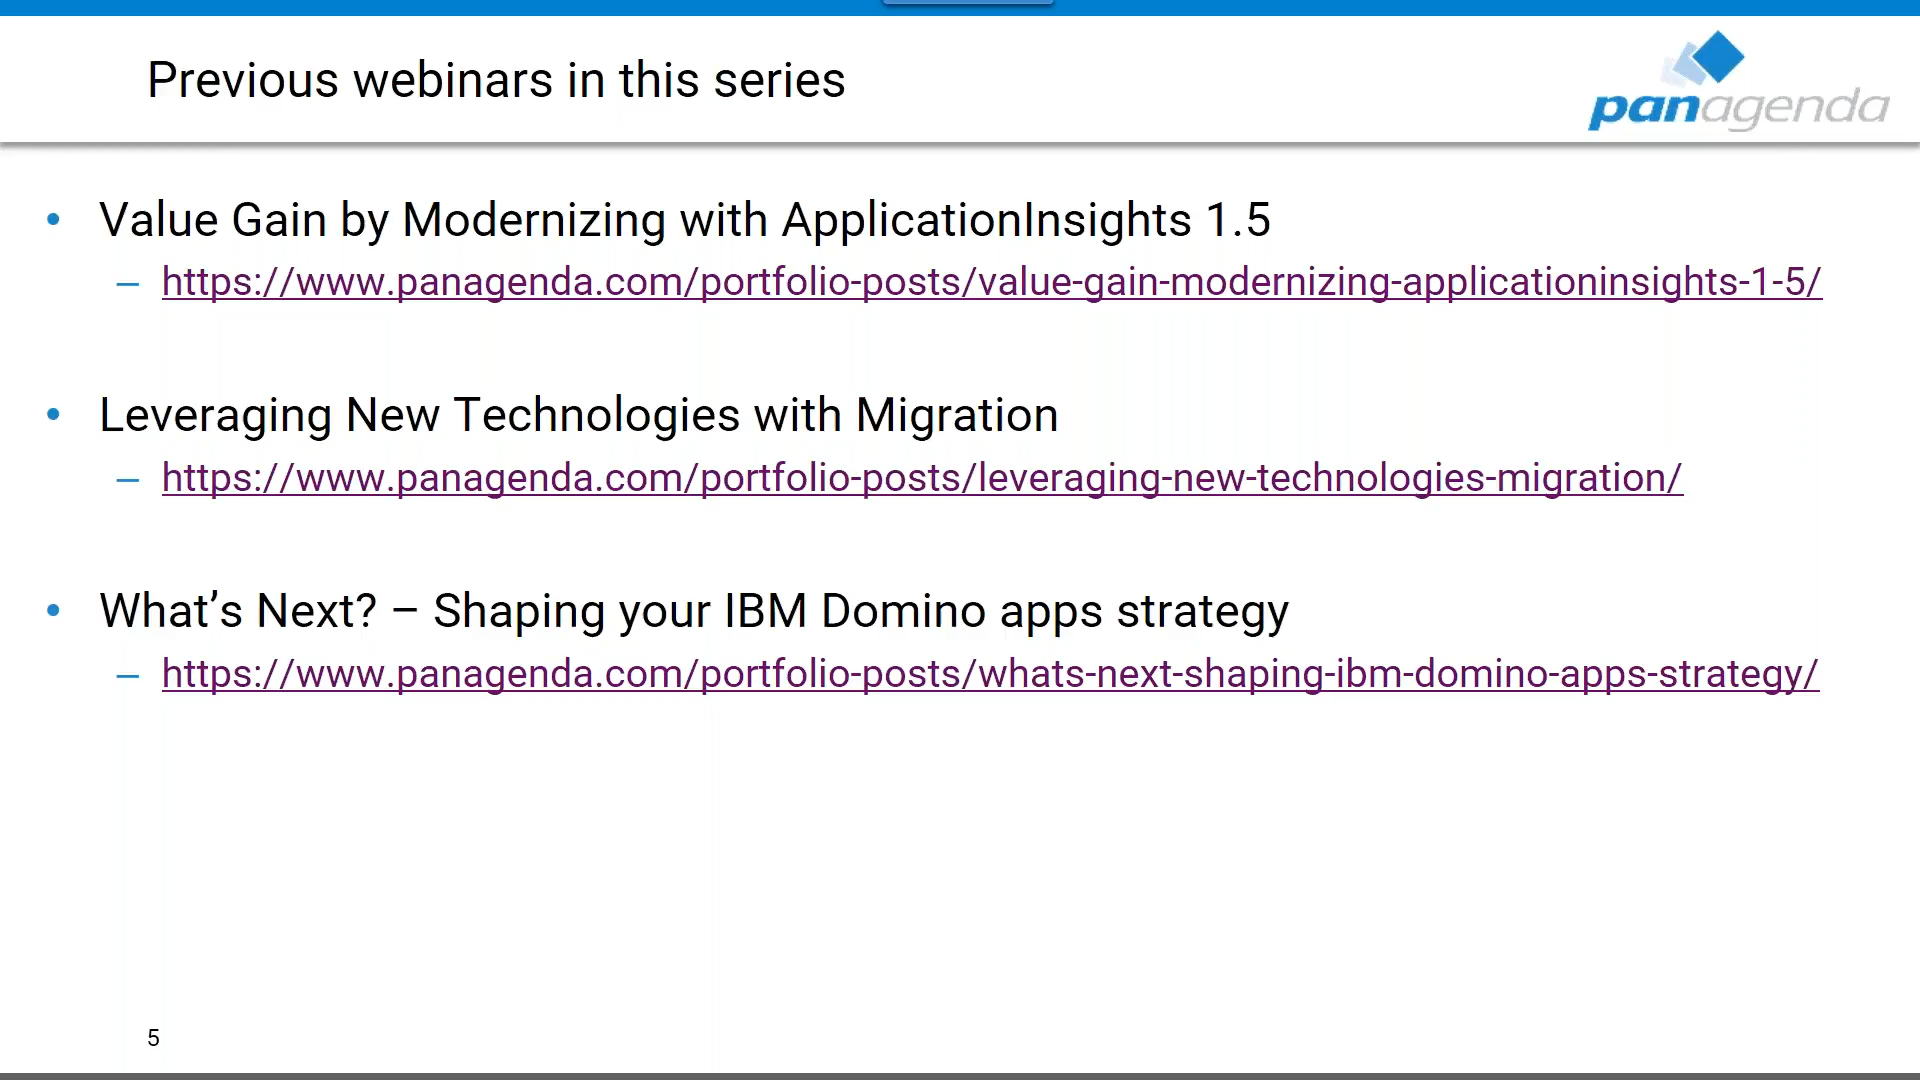 Previous webinars in this series
panagenda
• Value Gain by Modernizing with ApplicationInsights 1.5
– https://www.panagenda.com/portfolio-posts/value-gain-modernizing-applicationinsights-1-5/
• Leveraging New Technologies with Migration
– https://www.panagenda.com/portfolio-posts/leveraging-new-technologies-migration/
• What’s Next? – Shaping your IBM Domino apps strategy
– https://www.panagenda.com/portfolio-posts/whats-next-shaping-ibm-domino-apps-strategy/
5